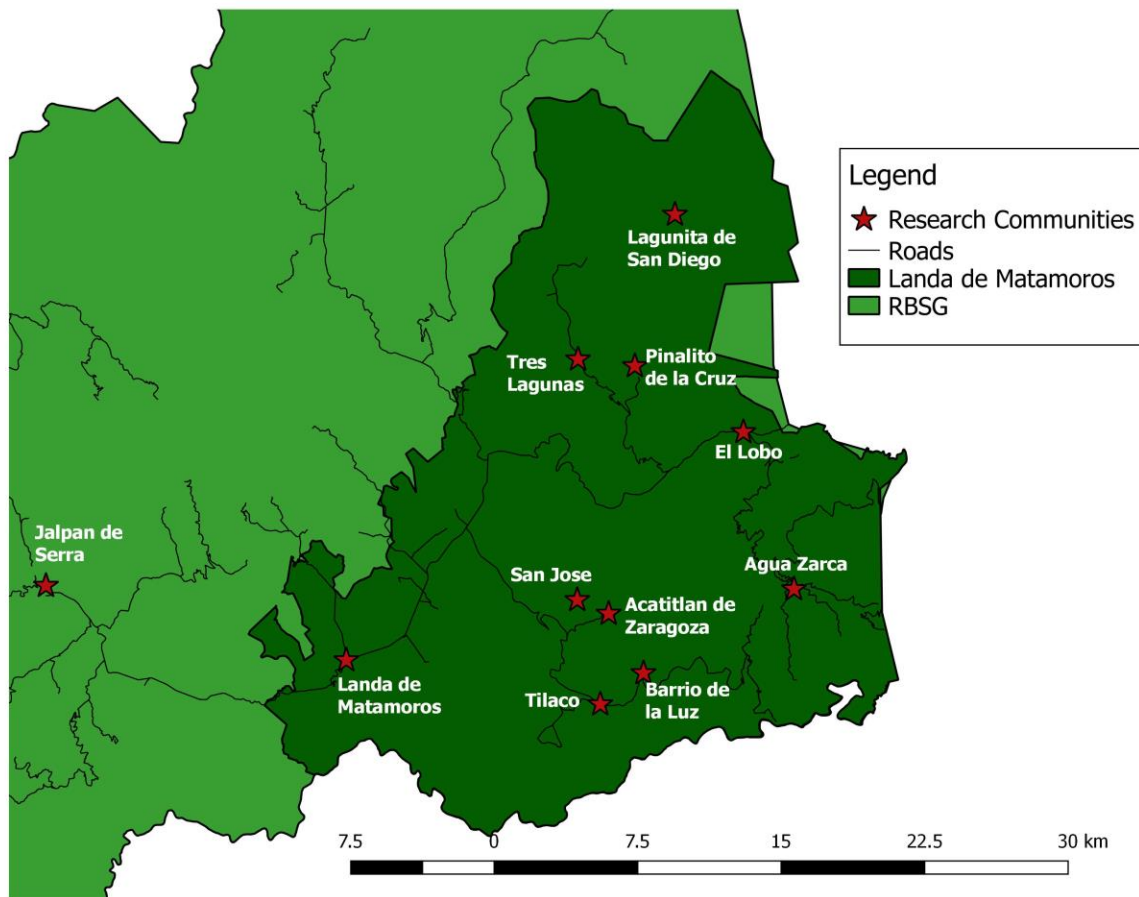 Legend
Research Communities
Roads
Landa de Matamoros
RBSG
Lagunita de
San Diego
Tres
Lagunas
Pinalito
de la Cruz
El Lobo
Jalpan de
Serra
San Jose
Agua Zarca
Acatitlan de
Zaragoza
Landa de
Matamoros
Tilaco
Barrio de
la Luz
7.5 0 7.5 15 22.5 30 km